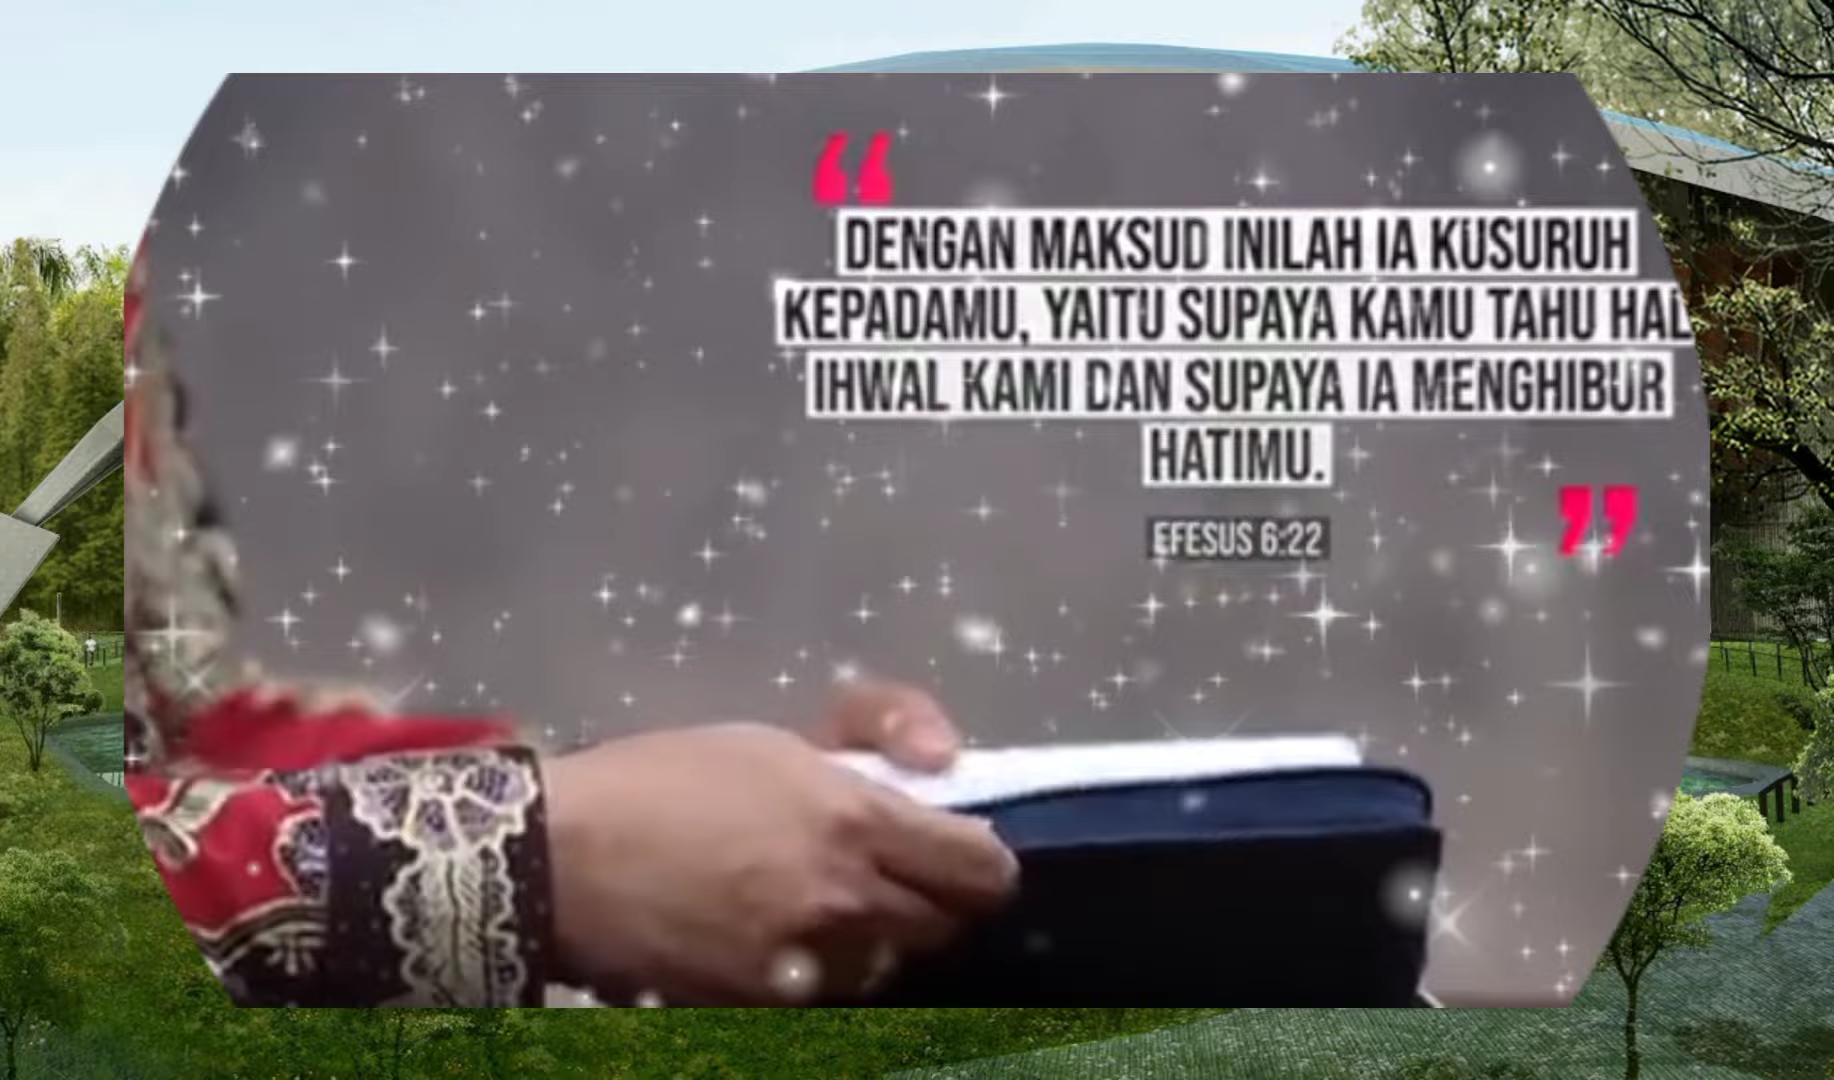 “
DENGAN MAKSUD INILAH IA KUSURUH
KEPADAMU, YAITU SUPAYA KAMU TAHU HAL
IHWAL KAMI DAN SUPAYA IA MENGHIBUR
HATIMU.
EFESUS 6:22
”